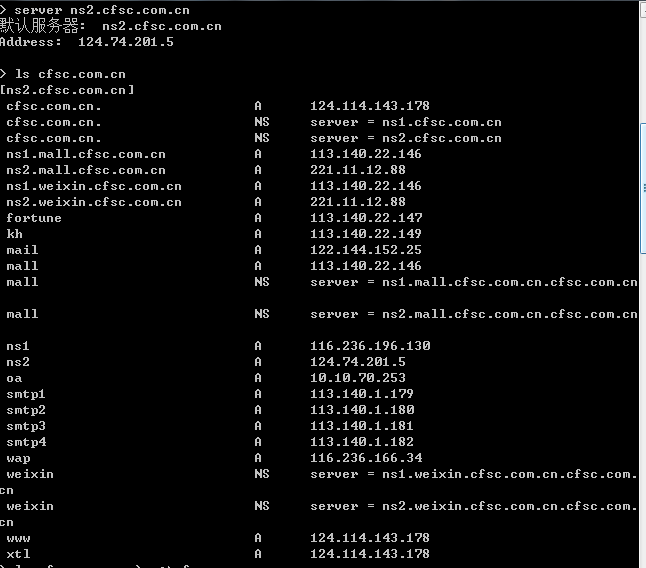 > server ns2.cfsc.com.cn
默认服务器:  ns2.cfsc.com.cn
Address:  124.74.201.5
> ls cfsc.com.cn
[ns2.cfsc.com.cn]
cfsc.com.cn.                   A      124.114.143.178
cfsc.com.cn.                   NS     server = ns1.cfsc.com.cn
cfsc.com.cn.                   NS     server = ns2.cfsc.com.cn
ns1.mall.cfsc.com.cn           A      113.140.22.146
ns2.mall.cfsc.com.cn           A      221.11.12.88
ns1.weixin.cfsc.com.cn         A      113.140.22.146
ns2.weixin.cfsc.com.cn         A      221.11.12.88
fortune                        A      113.140.22.147
kh                             A      113.140.22.149
mail                           A      122.144.152.25
mall                           A      113.140.22.146
mall                           NS     server = ns1.mall.cfsc.com.cn.cfsc.com.cn
mall                           NS     server = ns2.mall.cfsc.com.cn.cfsc.com.cn
ns1                            A      116.236.196.130
ns2                            A      124.74.201.5
oa                             A      10.10.70.253
smtp1                          A      113.140.1.179
smtp2                          A      113.140.1.180
smtp3                          A      113.140.1.181
smtp4                          A      113.140.1.182
wap                            A      116.236.166.34
weixin                         NS     server = ns1.weixin.cfsc.com.cn.cfsc.com.
cn
weixin                         NS     server = ns2.weixin.cfsc.com.cn.cfsc.com.
cn
www                            A      124.114.143.178
xtl                            A      124.114.143.178